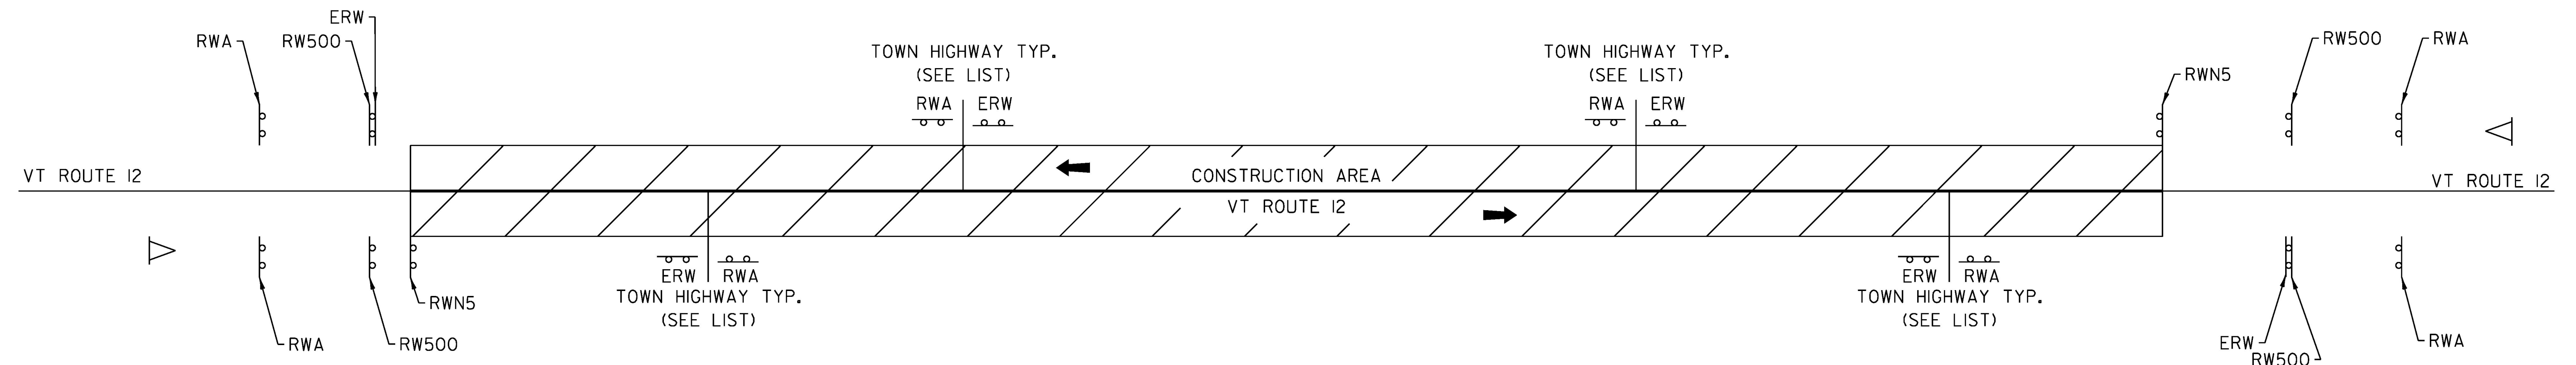 ERW
RWA
RW500
TOWN HIGHWAY TYP.
(SEE LIST)
RWA
ERW
TOWN HIGHWAY TYP.
(SEE LIST)
RWA
ERW
RW500
RWA
RWN5
VT ROUTE 12
CONSTRUCTION AREA
VT ROUTE 12
VT ROUTE 12
RWN5
RWA
RW500
ERW
RWA
TOWN HIGHWAY TYP.
(SEE LIST)
ERW
RWA
TOWN HIGHWAY TYP.
(SEE LIST)
ERW
RW500
RWA